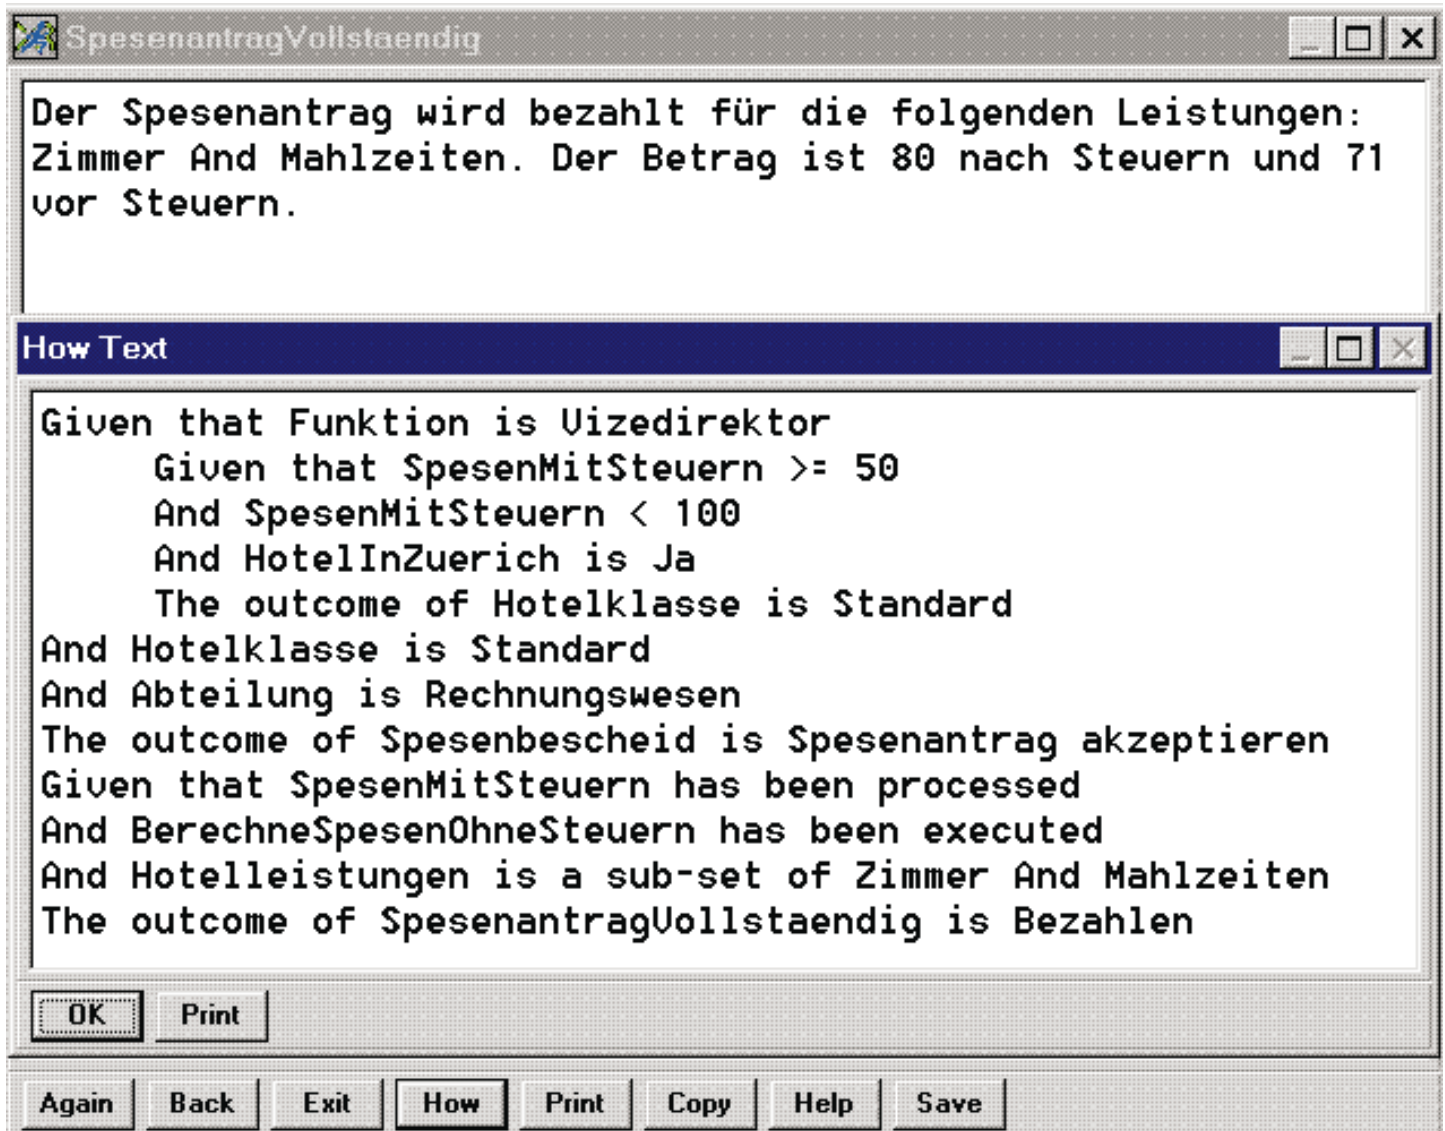 SpesenantragVollstaendig
Der Spesenantrag wird bezahlt für die folgenden Leistungen:
Zimmer And Mahlzeiten. Der Betrag ist 80 nach Steuern und 71
vor Steuern.
How Text
Given that Funktion is Vizedirektor
Given that SpesenMitSteuern >= 50
And SpesenMitSteuern < 100
And HotelInZuerich is Ja
The outcome of Hotelklasse is Standard
And Hotelklasse is Standard
And Abteilung is Rechnungswesen
The outcome of Spesenbescheid is Spesenantrag akzeptieren
Given that SpesenMitSteuern has been processed
And BerechneSpesenOhneSteuern has been executed
And Hotelleistungen is a sub-set of Zimmer And Mahlzeiten
The outcome of SpesenantragVollstaendig is Bezahlen
OK Print
Again Back Exit How Print Copy Help Save